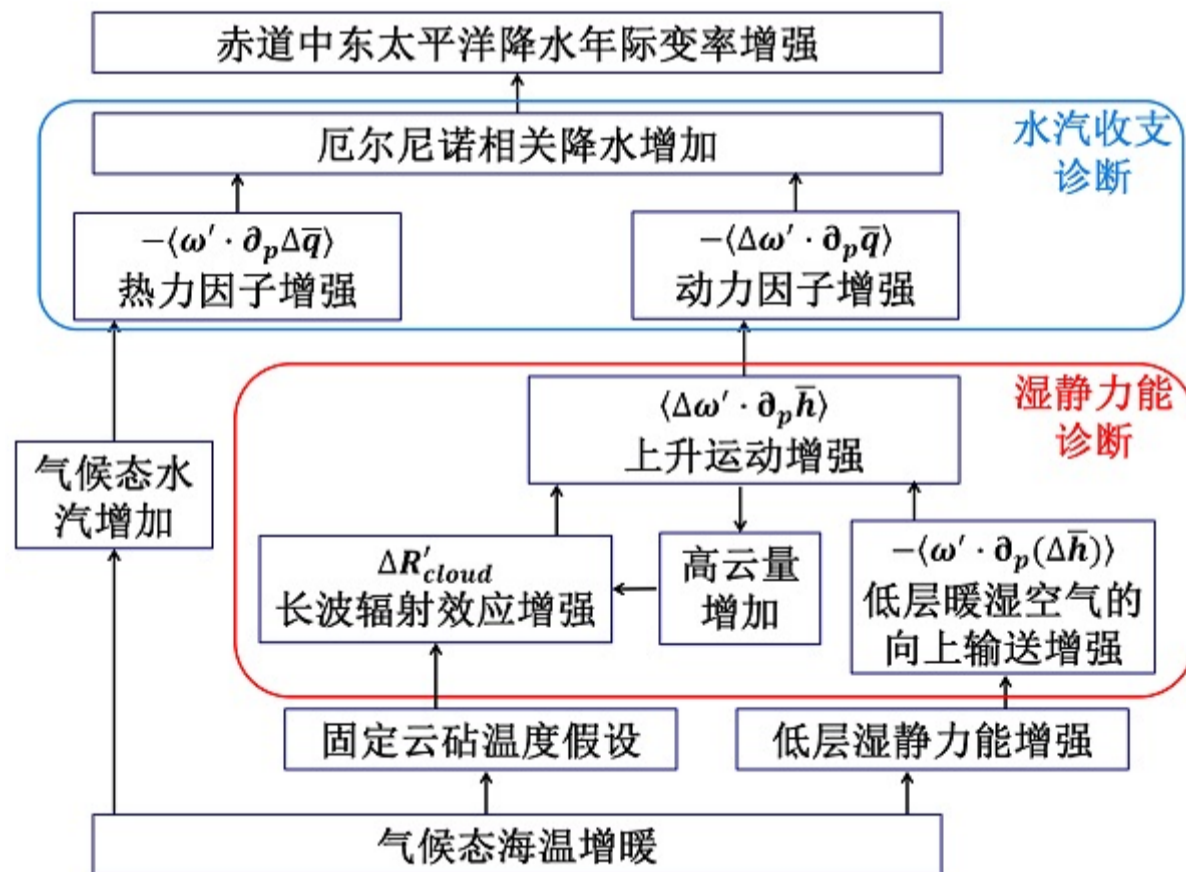 赤道中东太平洋降水年际变率增强
水汽收支
诊断
厄尔尼诺相关降水增加
−⟨ω′ · ∂ₚΔq̅⟩
热力因子增强
−⟨Δω′ · ∂ₚq̅⟩
动力因子增强
湿静力能
诊断
⟨Δω′ · ∂ₚh̅⟩
上升运动增强
气候态水
汽增加
ΔR′cloud
长波辐射效应增强
高云量
增加
−⟨ω′ · ∂ₚ(Δh̅)⟩
低层暖湿空气的
向上输送增强
固定云砧温度假设
低层湿静力能增强
气候态海温增暖